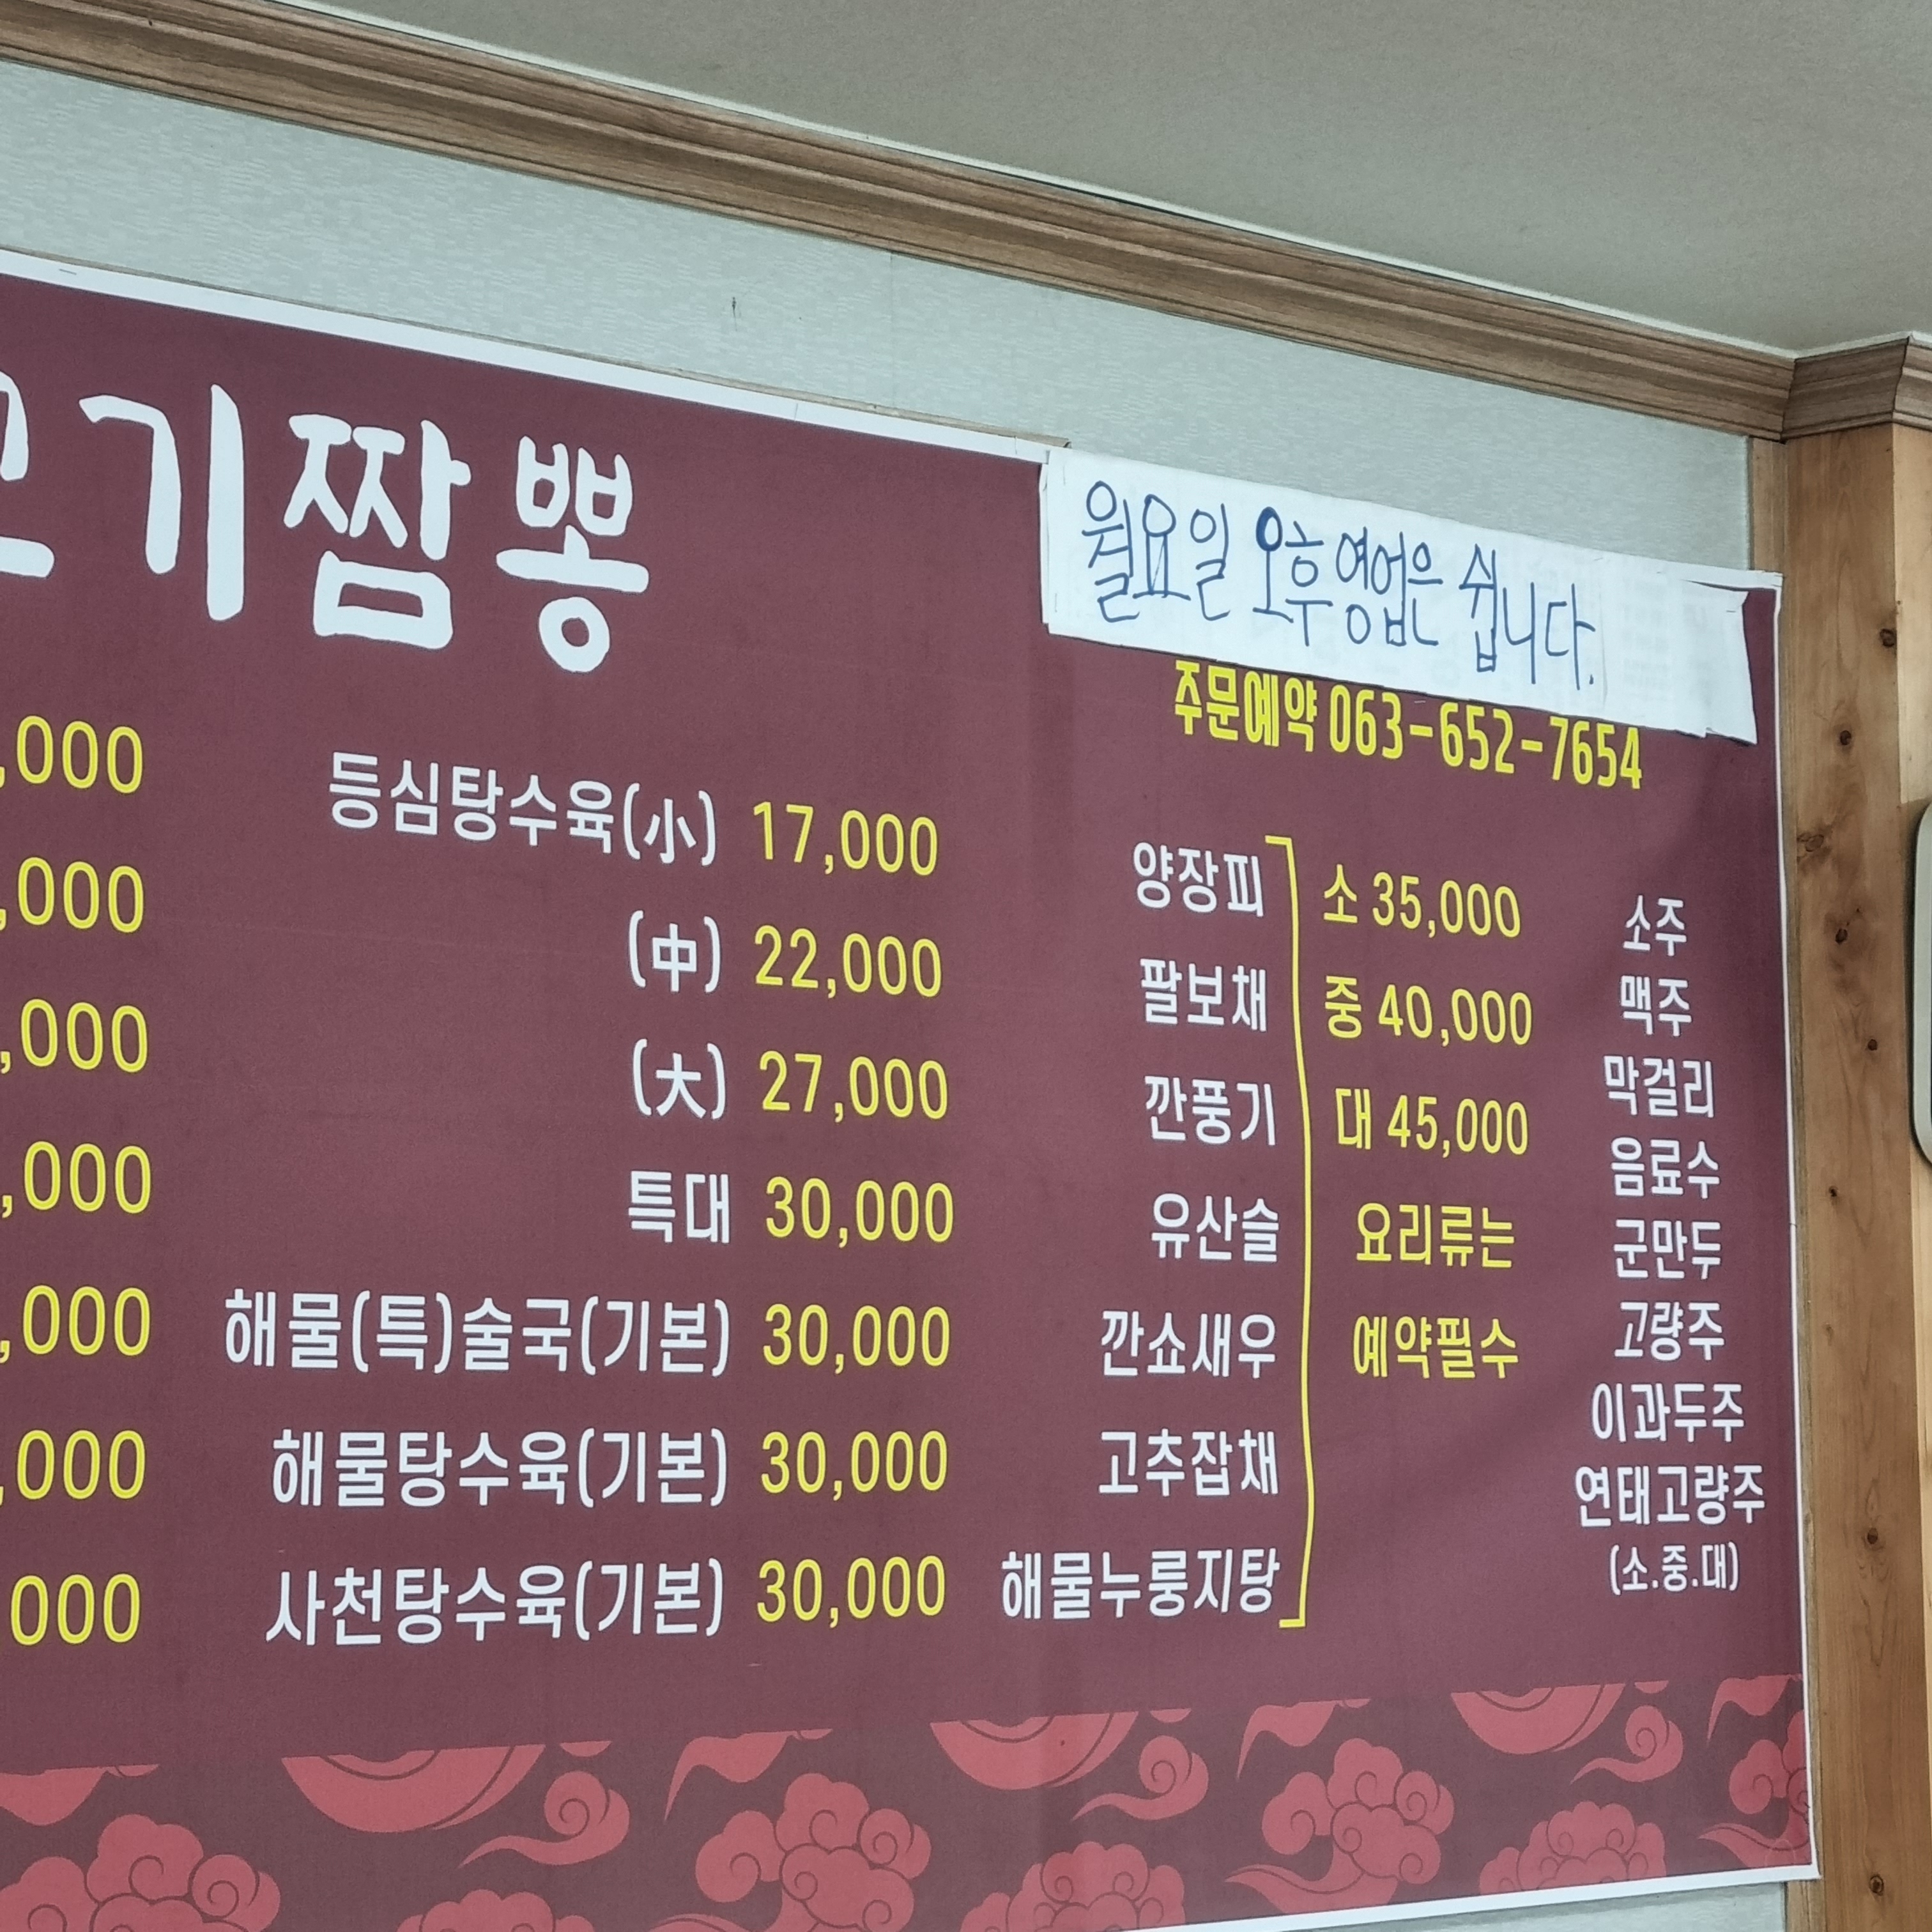 기짬뽕
월요일 오후영업은 쉽니다.
주문예약 063-652-7654
,000
,000
,000
,000
,000
,000
000
등심탕수육(小) 17,000
(中) 22,000
(大) 27,000
특대 30,000
해물(특)술국(기본) 30,000
해물탕수육(기본) 30,000
사천탕수육(기본) 30,000
양장피
팔보채
깐풍기
유산슬
깐쇼새우
고추잡채
해물누룽지탕
소 35,000
중 40,000
대 45,000
요리류는
예약필수
소주
맥주
막걸리
음료수
군만두
고량주
이과두주
연태고량주
(소.중.대)